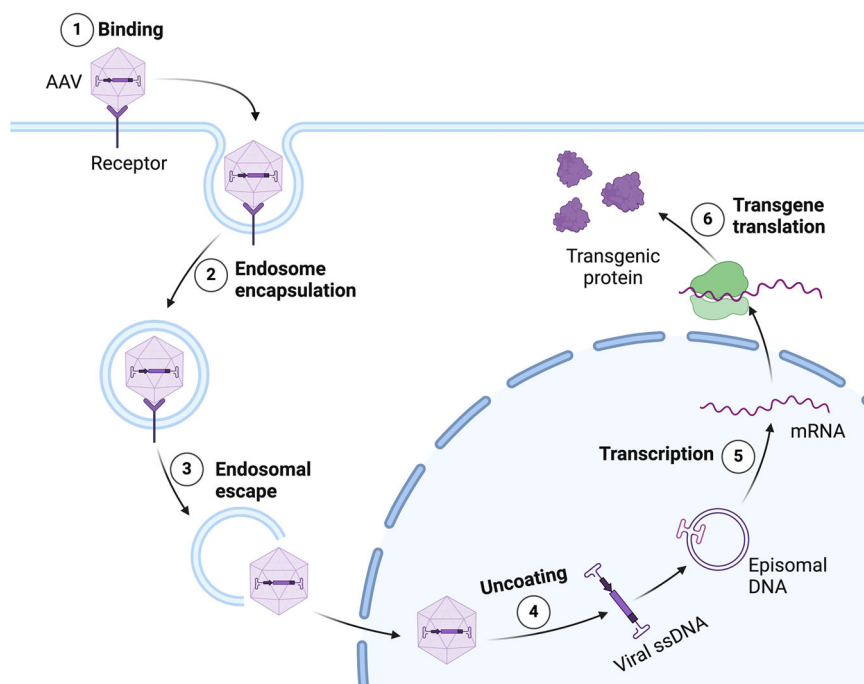 1 Binding
AAV
Receptor
2 Endosome
encapsulation
3 Endosomal
escape
Uncoating
4
Viral ssDNA
Episomal
DNA
Transcription 5
mRNA
6 Transgene
translation
Transgenic
protein